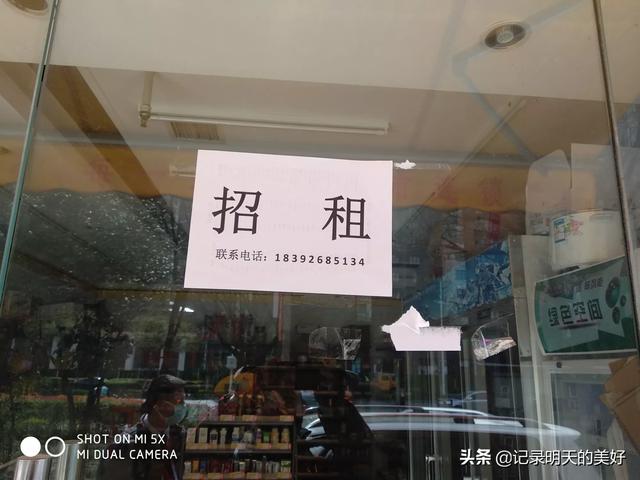 招 租
联系电话：18392685134
绿色空间
SHOT ON MI 5X
MI DUAL CAMERA
头条 @记录明天的美好